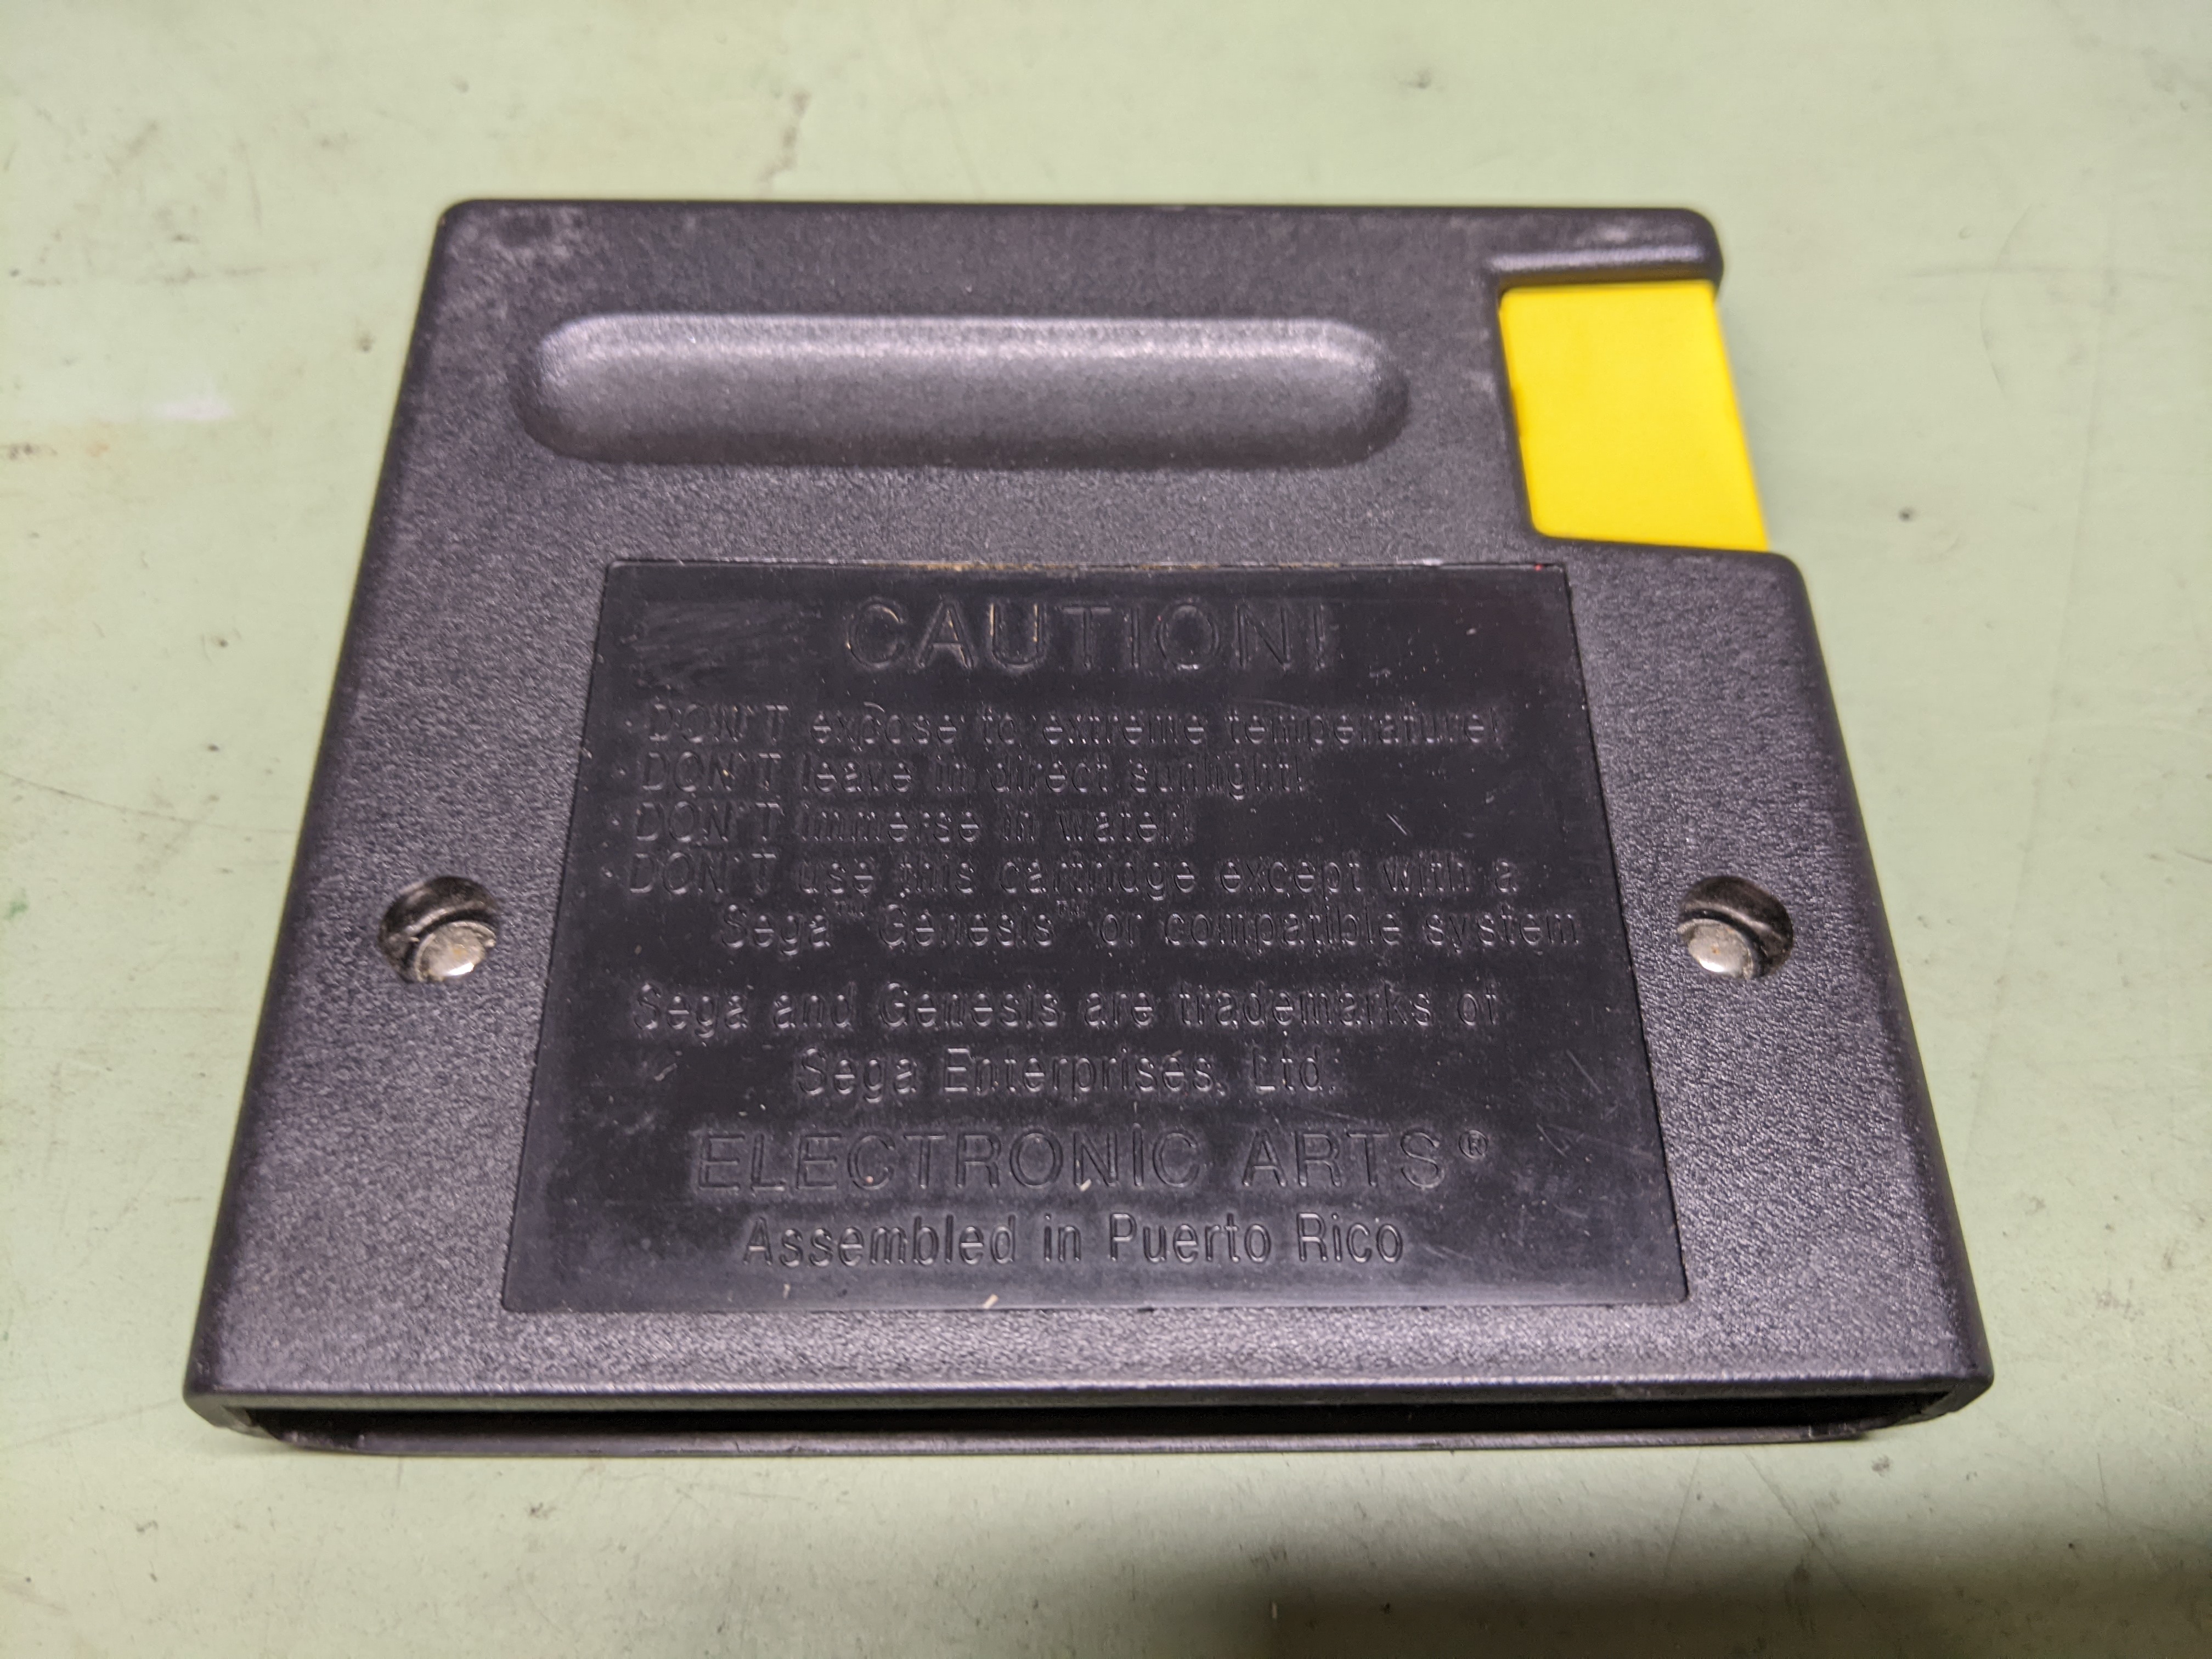 CAUTION!
· DON'T expose to extreme temperature!
· DON'T leave in direct sunlight!
· DON'T immerse in water!
· DON'T use this cartridge except with a
Sega™ Genesis™ or compatible system
Sega and Genesis are trademarks of
Sega Enterprises, Ltd.
ELECTRONIC ARTS®
Assembled in Puerto Rico